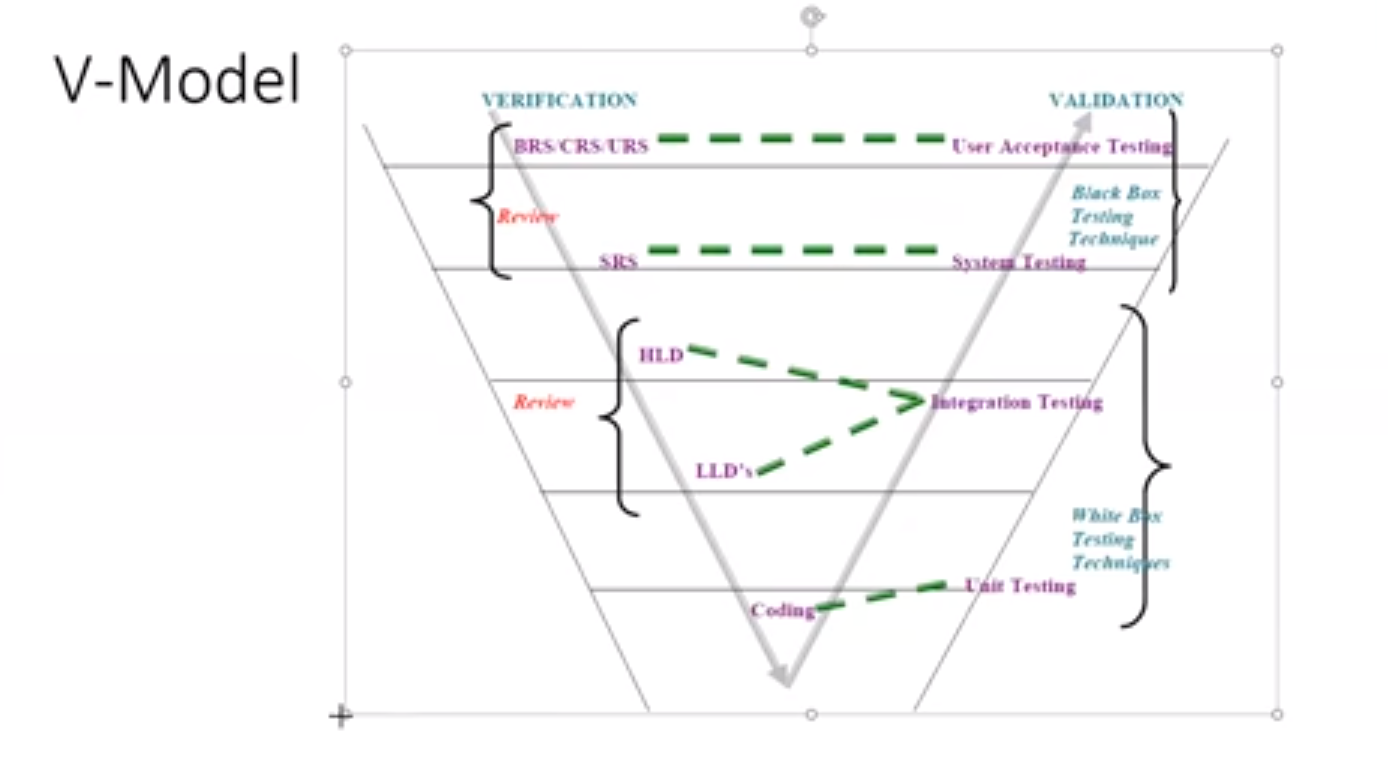 V-Model
VERIFICATION
VALIDATION
BRS/CRS/URS
User Acceptance Testing
Review
Black Box
Testing
Technique
SRS
System Testing
HLD
Review
Integration Testing
LLD's
White Box
Testing
Techniques
Unit Testing
Coding